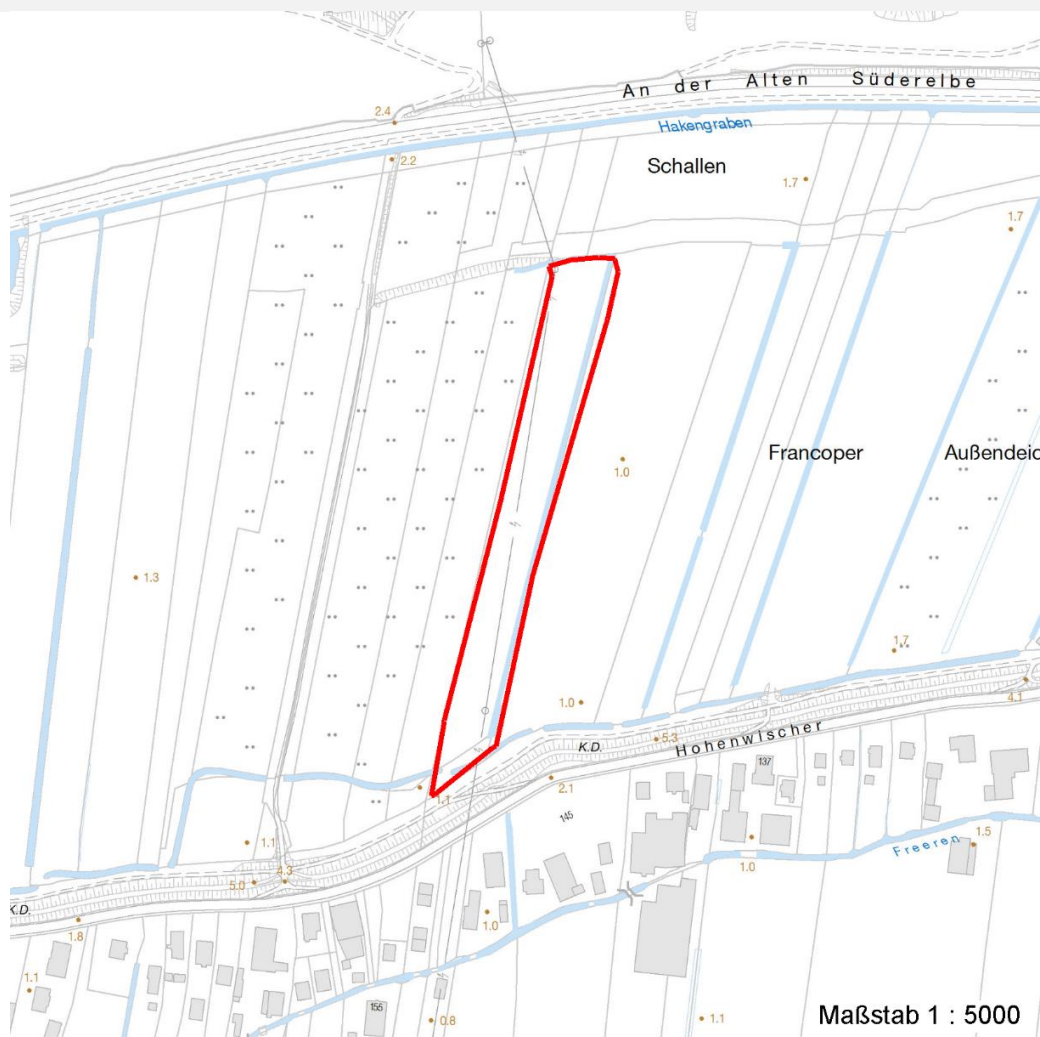 An der Alten Süderelbe
2.4
Hakengraben
2.2
Schallen
1.7
1.7
Francoper
Außendeic
1.0
1.3
1.7
1.0
4.1
5.3
K.D.
Hohenwischer
137
2.1
1.1
145
1.1
1.5
Freeren
1.0
4.3
5.0
K.D.
1.8
1.0
1.1
155
0.8
1.1
Maßstab 1 : 5000